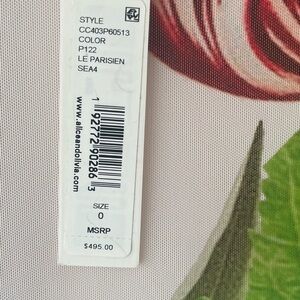 STYLE
CC403P60513
COLOR
P122
LE PARISIEN
SEA4
1 92772 90286 3
www.aliceandolivia.com
SIZE
0
MSRP
$495.00